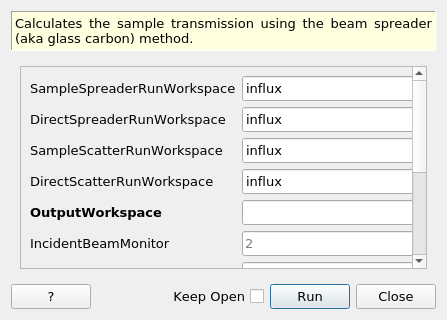 Calculates the sample transmission using the beam spreader
(aka glass carbon) method.
SampleSpreaderRunWorkspace influx
DirectSpreaderRunWorkspace influx
SampleScatterRunWorkspace influx
DirectScatterRunWorkspace influx
OutputWorkspace
IncidentBeamMonitor 2
? Keep Open Run Close